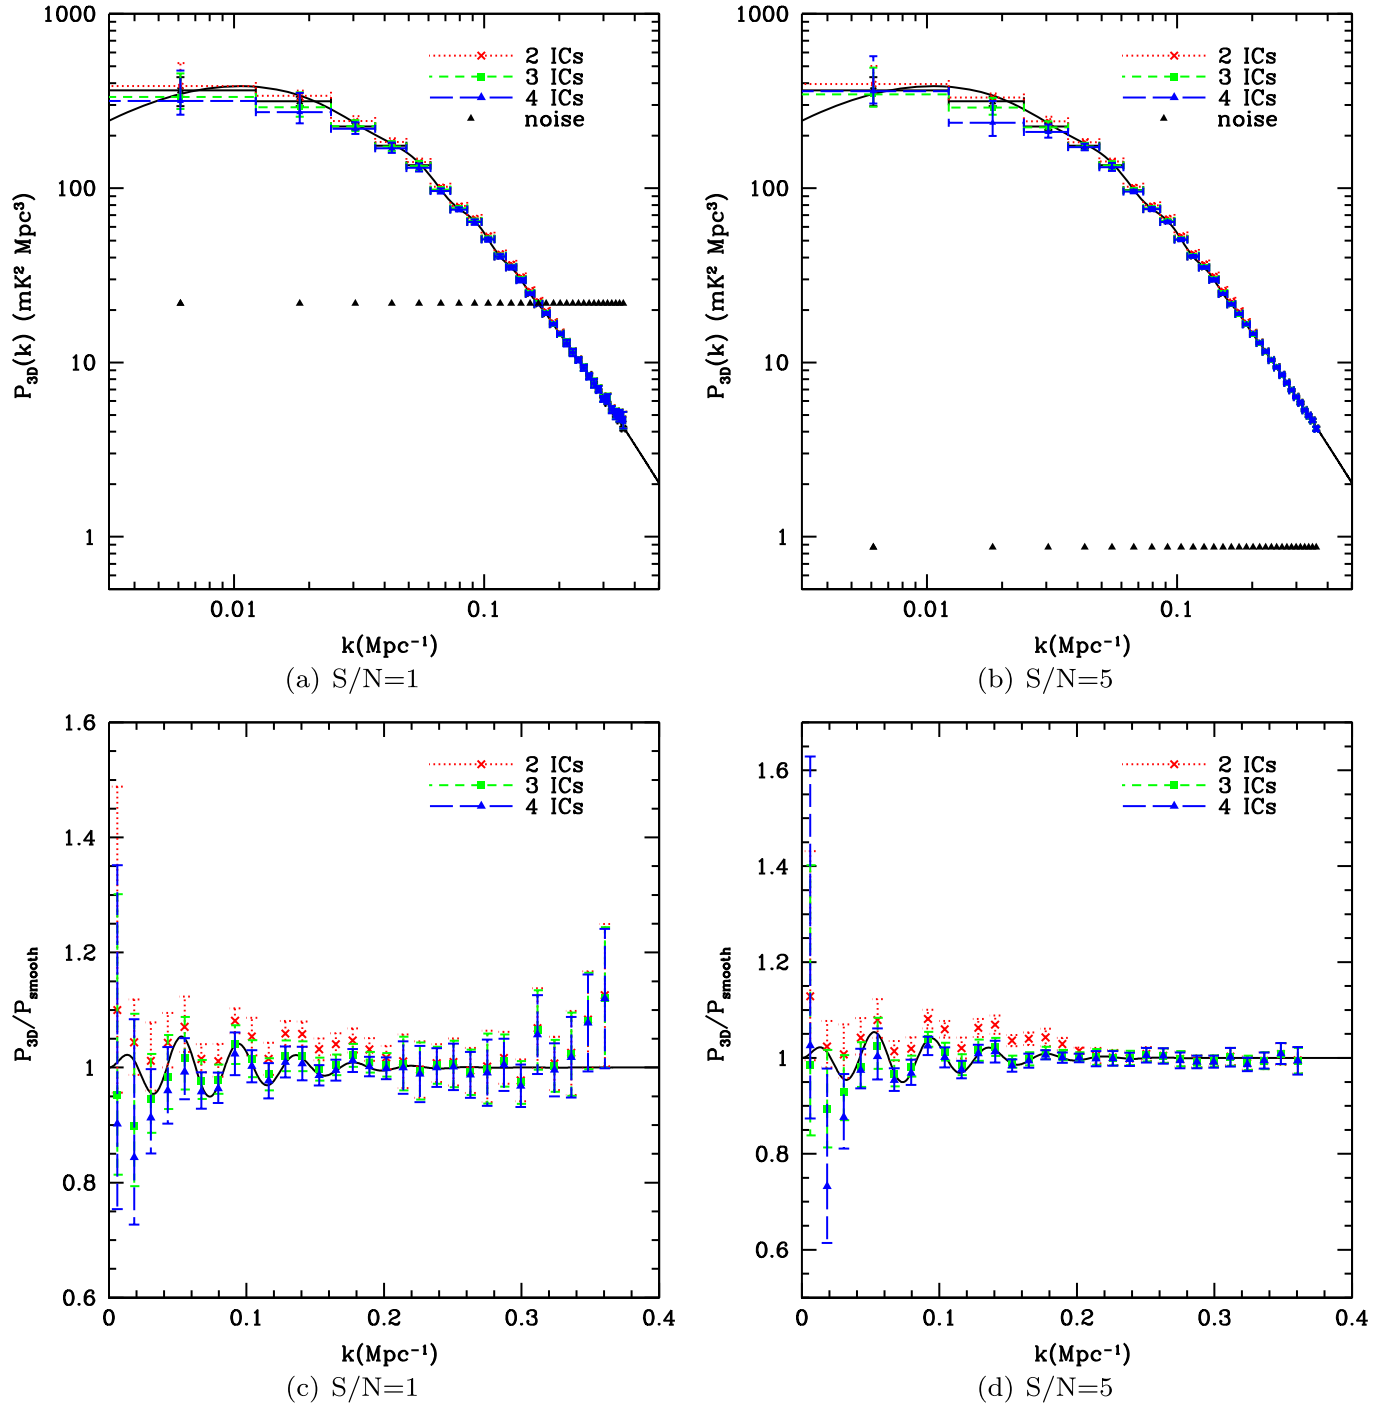 1000
100
10
1
P3D(k) (mK² Mpc³)
2 ICs
3 ICs
4 ICs
noise
0.01
0.1
k(Mpc⁻¹)
(a) S/N=1
1000
100
10
1
P3D(k) (mK² Mpc³)
2 ICs
3 ICs
4 ICs
noise
0.01
0.1
k(Mpc⁻¹)
(b) S/N=5
1.6
1.4
1.2
1
0.8
0.6
P3D/Psmooth
2 ICs
3 ICs
4 ICs
0
0.1
0.2
0.3
0.4
k(Mpc⁻¹)
(c) S/N=1
1.6
1.4
1.2
1
0.8
0.6
P3D/Psmooth
2 ICs
3 ICs
4 ICs
0
0.1
0.2
0.3
0.4
k(Mpc⁻¹)
(d) S/N=5